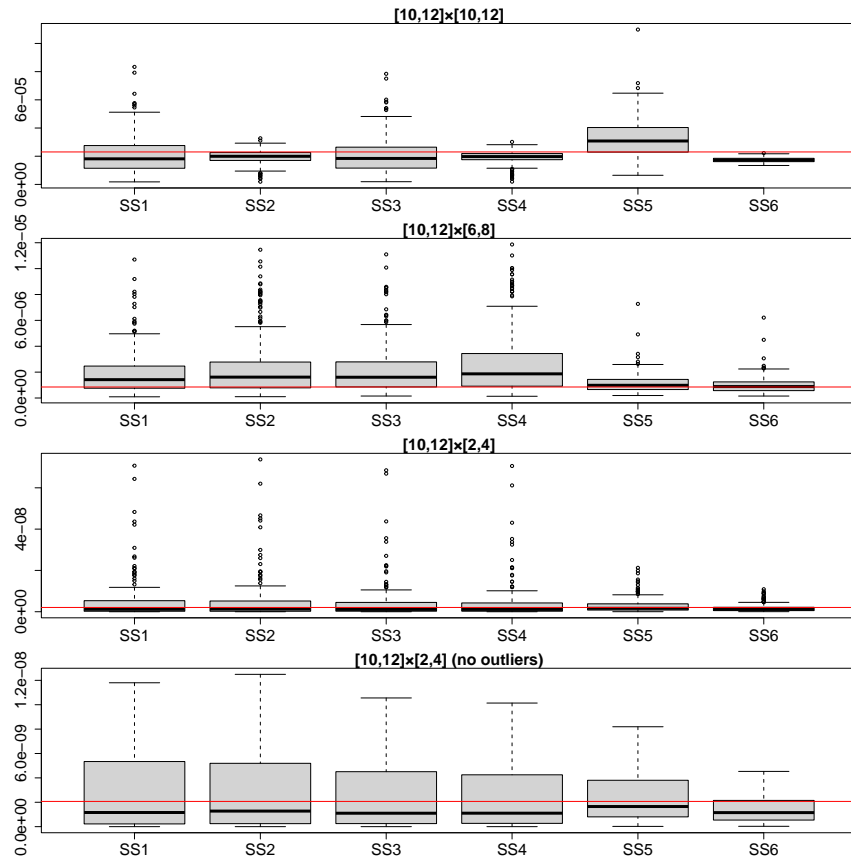 [10,12]×[10,12]
6e−05
0e+00
SS1 SS2 SS3 SS4 SS5 SS6
[10,12]×[6,8]
1.2e−05
6.0e−06
0.0e+00
SS1 SS2 SS3 SS4 SS5 SS6
[10,12]×[2,4]
4e−08
0e+00
SS1 SS2 SS3 SS4 SS5 SS6
[10,12]×[2,4] (no outliers)
1.2e−08
6.0e−09
0.0e+00
SS1 SS2 SS3 SS4 SS5 SS6